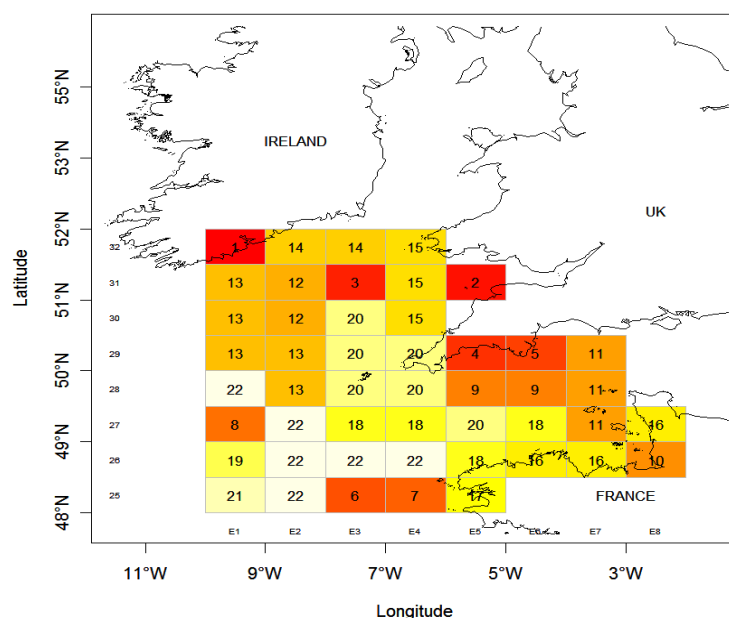 55°N
IRELAND
53°N
UK
52°N
32 1 14 14 15
31 13 12 3 15 2
51°N
30 13 12 20 15
29 13 13 20 20 4 5 11
50°N
28 22 13 20 20 9 9 11
27 8 22 18 18 20 18 11 16
49°N
26 19 22 22 22 18 16 16 10
25 21 22 6 7 17 FRANCE
48°N
E1 E2 E3 E4 E5 E6 E7 E8
11°W 9°W 7°W 5°W 3°W
Longitude
Latitude